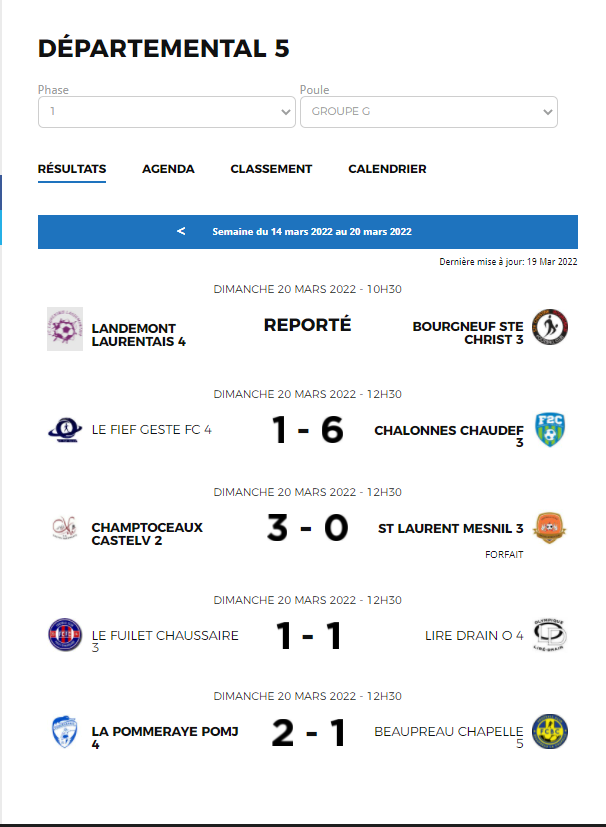 DÉPARTEMENTAL 5
Phase
Poule
1
GROUPE G
RÉSULTATS
AGENDA
CLASSEMENT
CALENDRIER
< Semaine du 14 mars 2022 au 20 mars 2022
Dernière mise à jour: 19 Mar 2022
DIMANCHE 20 MARS 2022 - 10H30
LANDEMONT
LAURENTAIS 4
REPORTÉ
BOURGNEUF STE
CHRIST 3
DIMANCHE 20 MARS 2022 - 12H30
LE FIEF GESTE FC 4
1 - 6
F2C
CHALONNES CHAUDEF
3
DIMANCHE 20 MARS 2022 - 12H30
CHAMPTOCEAUX
CASTELV 2
3 - 0
ST LAURENT MESNIL 3
FORFAIT
DIMANCHE 20 MARS 2022 - 12H30
LE FUILET CHAUSSAIRE
3
1 - 1
LIRE DRAIN O 4
OLYMPIQUE
LIRÉ-DRAIN
DIMANCHE 20 MARS 2022 - 12H30
LA POMMERAYE POMJ
4
2 - 1
BEAUPREAU CHAPELLE
5